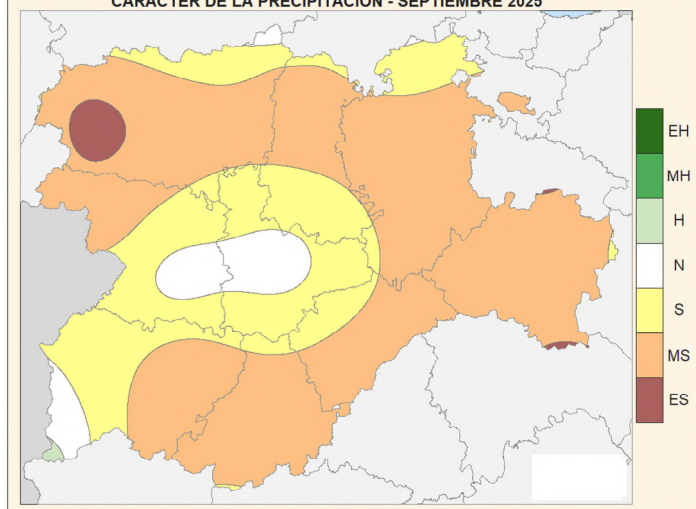 CARÁCTER DE LA PRECIPITACIÓN - SEPTIEMBRE 2025
EH
MH
H
N
S
MS
ES